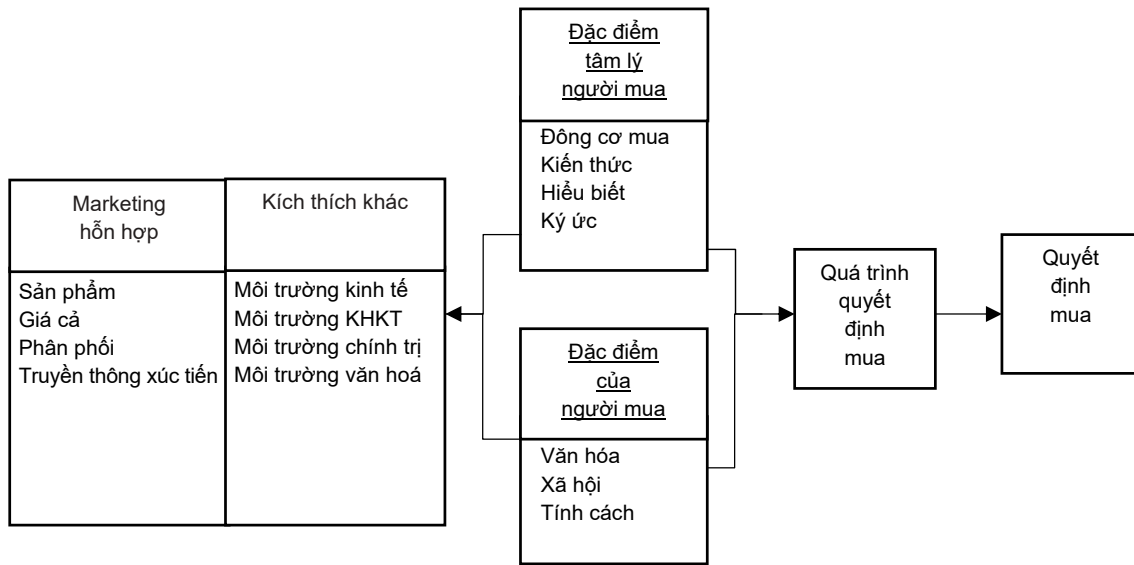 Marketing
hỗn hợp
Sản phẩm
Giá cả
Phân phối
Truyền thông xúc tiến
Kích thích khác
Môi trường kinh tế
Môi trường KHKT
Môi trường chính trị
Môi trường văn hoá
Đặc điểm
tâm lý
người mua
Đông cơ mua
Kiến thức
Hiểu biết
Ký ức
Đặc điểm
của
người mua
Văn hóa
Xã hội
Tính cách
Quá trình
quyết
định
mua
Quyết
định
mua